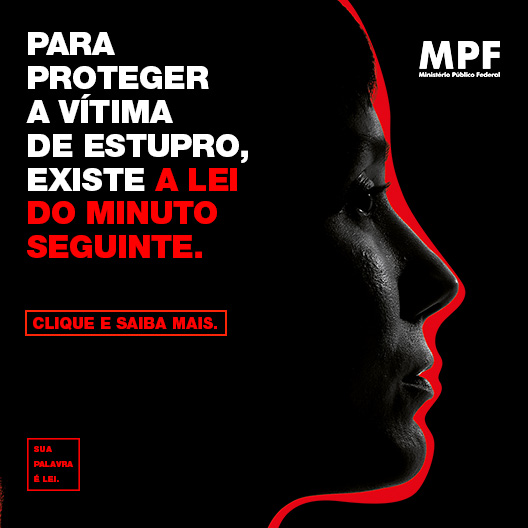 PARA
PROTEGER
A VÍTIMA
DE ESTUPRO,
EXISTE A LEI
DO MINUTO
SEGUINTE.
MPF
Ministério Público Federal
CLIQUE E SAIBA MAIS.
SUA
PALAVRA
É LEI.